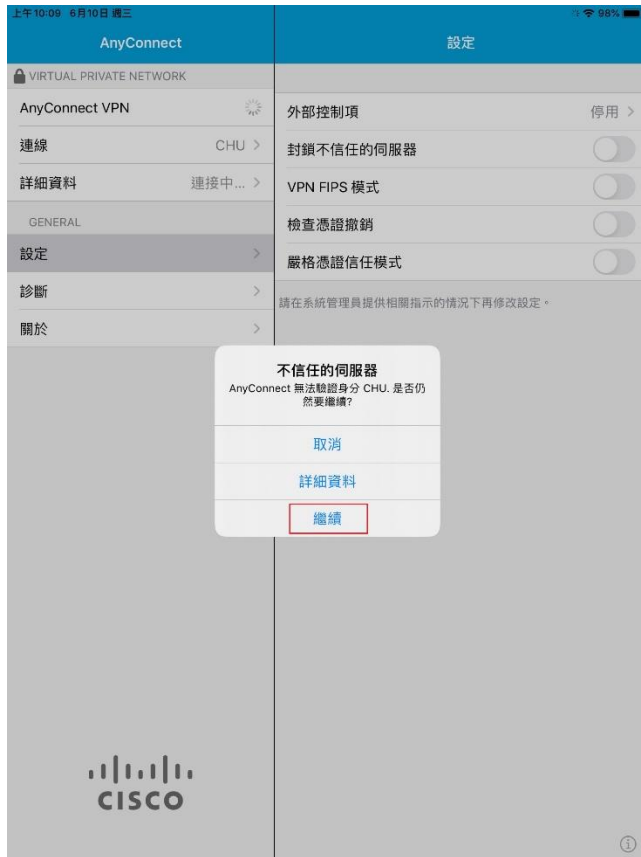 上午10:09 6月10日 週三
98%
AnyConnect
設定
VIRTUAL PRIVATE NETWORK
AnyConnect VPN
連線 CHU
詳細資料 連接中...
GENERAL
設定
診斷
關於
外部控制項 停用
封鎖不信任的伺服器
VPN FIPS 模式
檢查憑證撤銷
嚴格憑證信任模式
請在系統管理員提供相關指示的情況下再修改設定。
不信任的伺服器
AnyConnect 無法驗證身分 CHU. 是否仍
然要繼續?
取消
詳細資料
繼續
CISCO